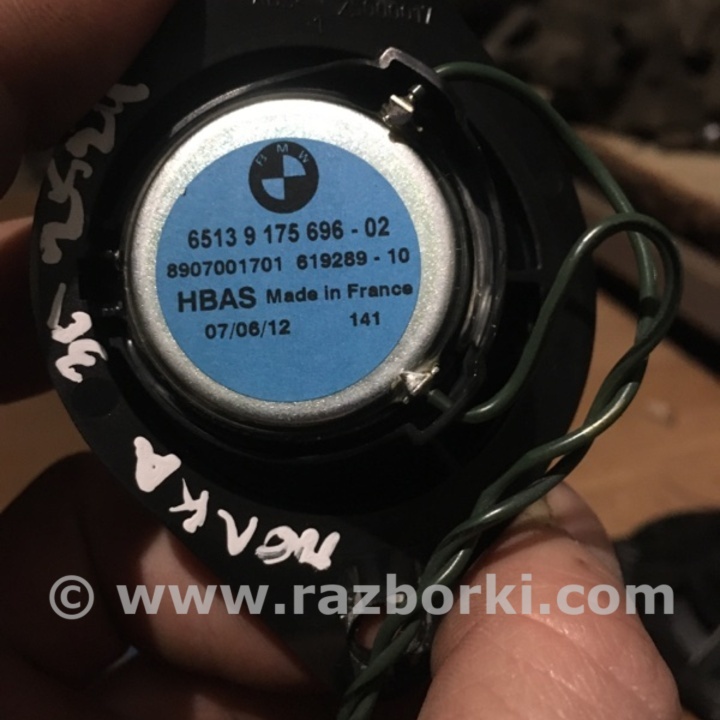 BMW
6513 9 175 696 - 02
8907001701 619289 - 10
HBAS Made in France
07/06/12 141
ПОЛКА
© www.razborki.com